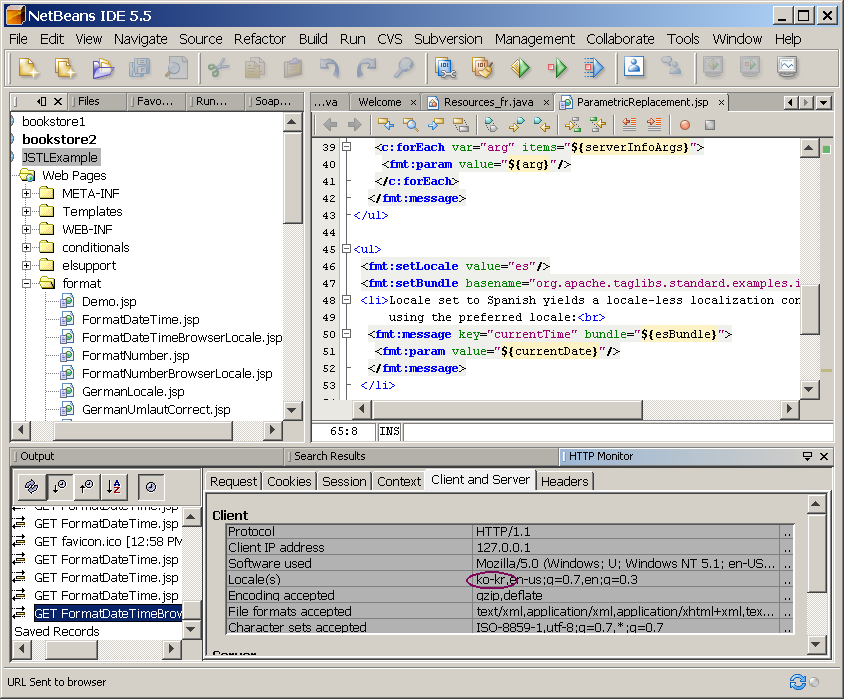 NetBeans IDE 5.5
File Edit View Navigate Source Refactor Build Run CVS Subversion Management Collaborate Tools Window Help
Files Favo... Run... Soap...
bookstore1
bookstore2
JSTLExample
Web Pages
META-INF
Templates
WEB-INF
conditionals
elsupport
format
Demo.jsp
FormatDateTime.jsp
FormatDateTimeBrowserLocale.jsp
FormatNumber.jsp
FormatNumberBrowserLocale.jsp
GermanLocale.jsp
GermanUmlautCorrect.jsp
...va Welcome Resources_fr.java ParametricReplacement.jsp
39 <c:forEach var="arg" items="${serverInfoArgs}">
40 <fmt:param value="${arg}"/>
41 </c:forEach>
42 </fmt:message>
43 </ul>
44
45 <ul>
46 <fmt:setLocale value="es"/>
47 <fmt:setBundle basename="org.apache.taglibs.standard.examples.i
48 <li>Locale set to Spanish yields a locale-less localization con
49 using the preferred locale:<br>
50 <fmt:message key="currentTime" bundle="${esBundle}">
51 <fmt:param value="${currentDate}"/>
52 </fmt:message>
53 </li>
65:8 INS
Output Search Results HTTP Monitor
GET FormatDateTime.jsp
GET FormatDateTime.jsp
GET favicon.ico [12:58 PM
GET FormatDateTime.jsp
GET FormatDateTime.jsp
GET FormatDateTime.jsp
GET FormatDateTimeBrow
Saved Records
Request Cookies Session Context Client and Server Headers
Client
Protocol HTTP/1.1 ..
Client IP address 127.0.0.1 ..
Software used Mozilla/5.0 (Windows; U; Windows NT 5.1; en-US... ..
Locale(s) ko-kr,en-us;q=0.7,en;q=0.3 ..
Encoding accepted gzip,deflate ..
File formats accepted text/xml,application/xml,application/xhtml+xml,tex... ..
Character sets accepted ISO-8859-1,utf-8;q=0.7,*;q=0.7 ..
Server
URL Sent to browser